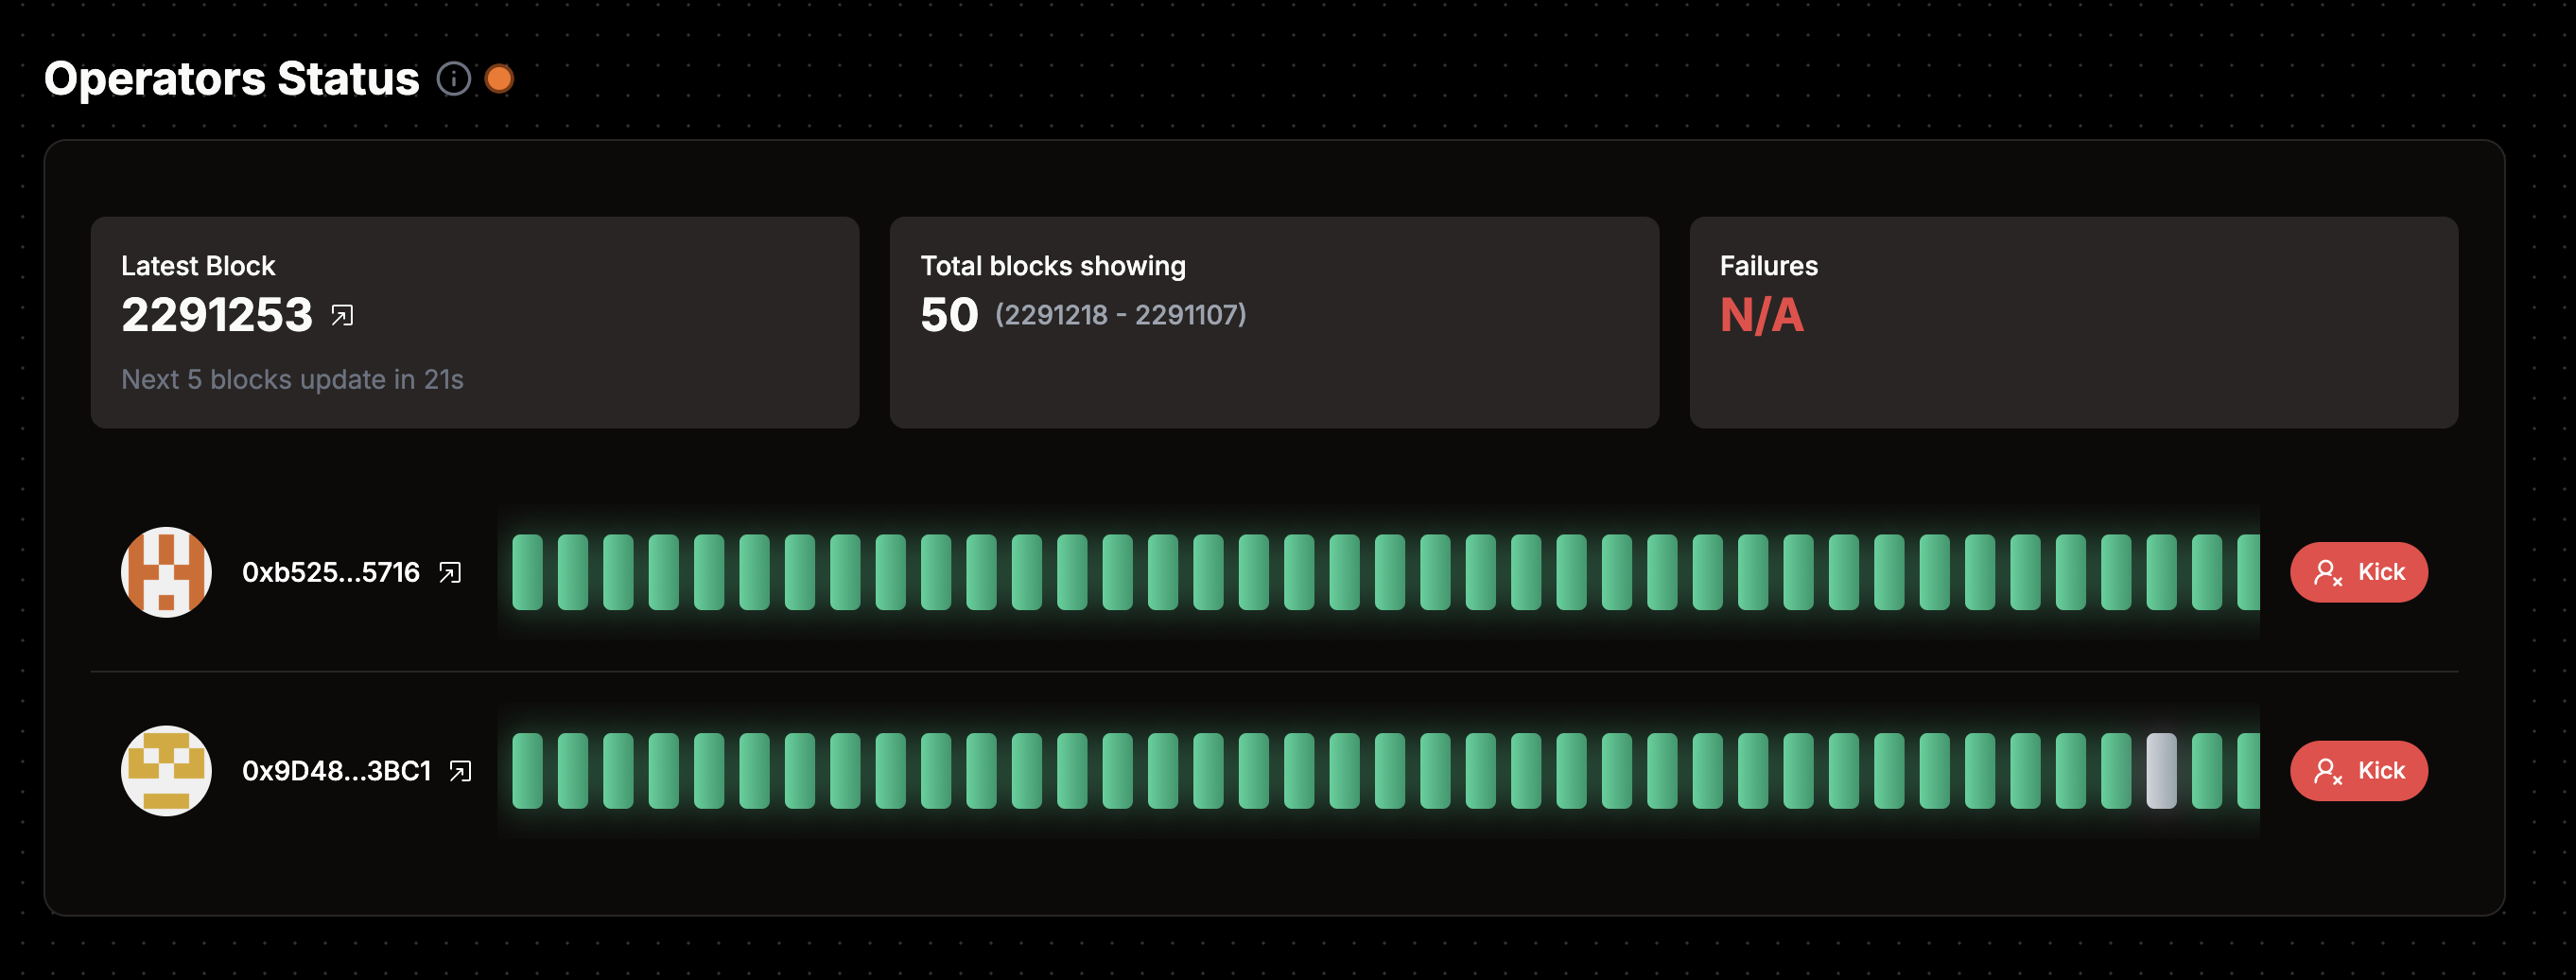 Operators Status
Latest Block
2291253
Next 5 blocks update in 21s
Total blocks showing
50 (2291218 - 2291107)
Failures
N/A
0xb525...5716
Kick
0x9D48...3BC1
Kick